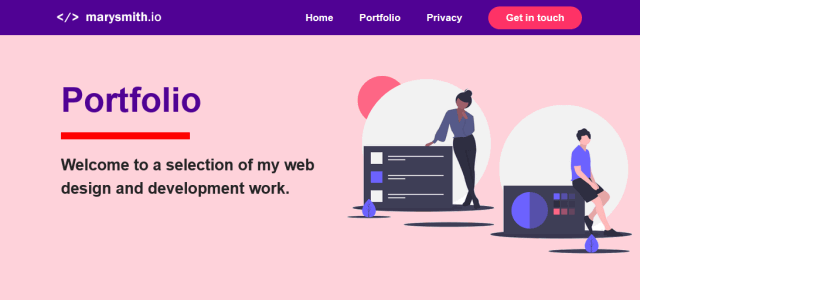 </> marysmith.io
Home Portfolio Privacy Get in touch
Portfolio
Welcome to a selection of my web
design and development work.